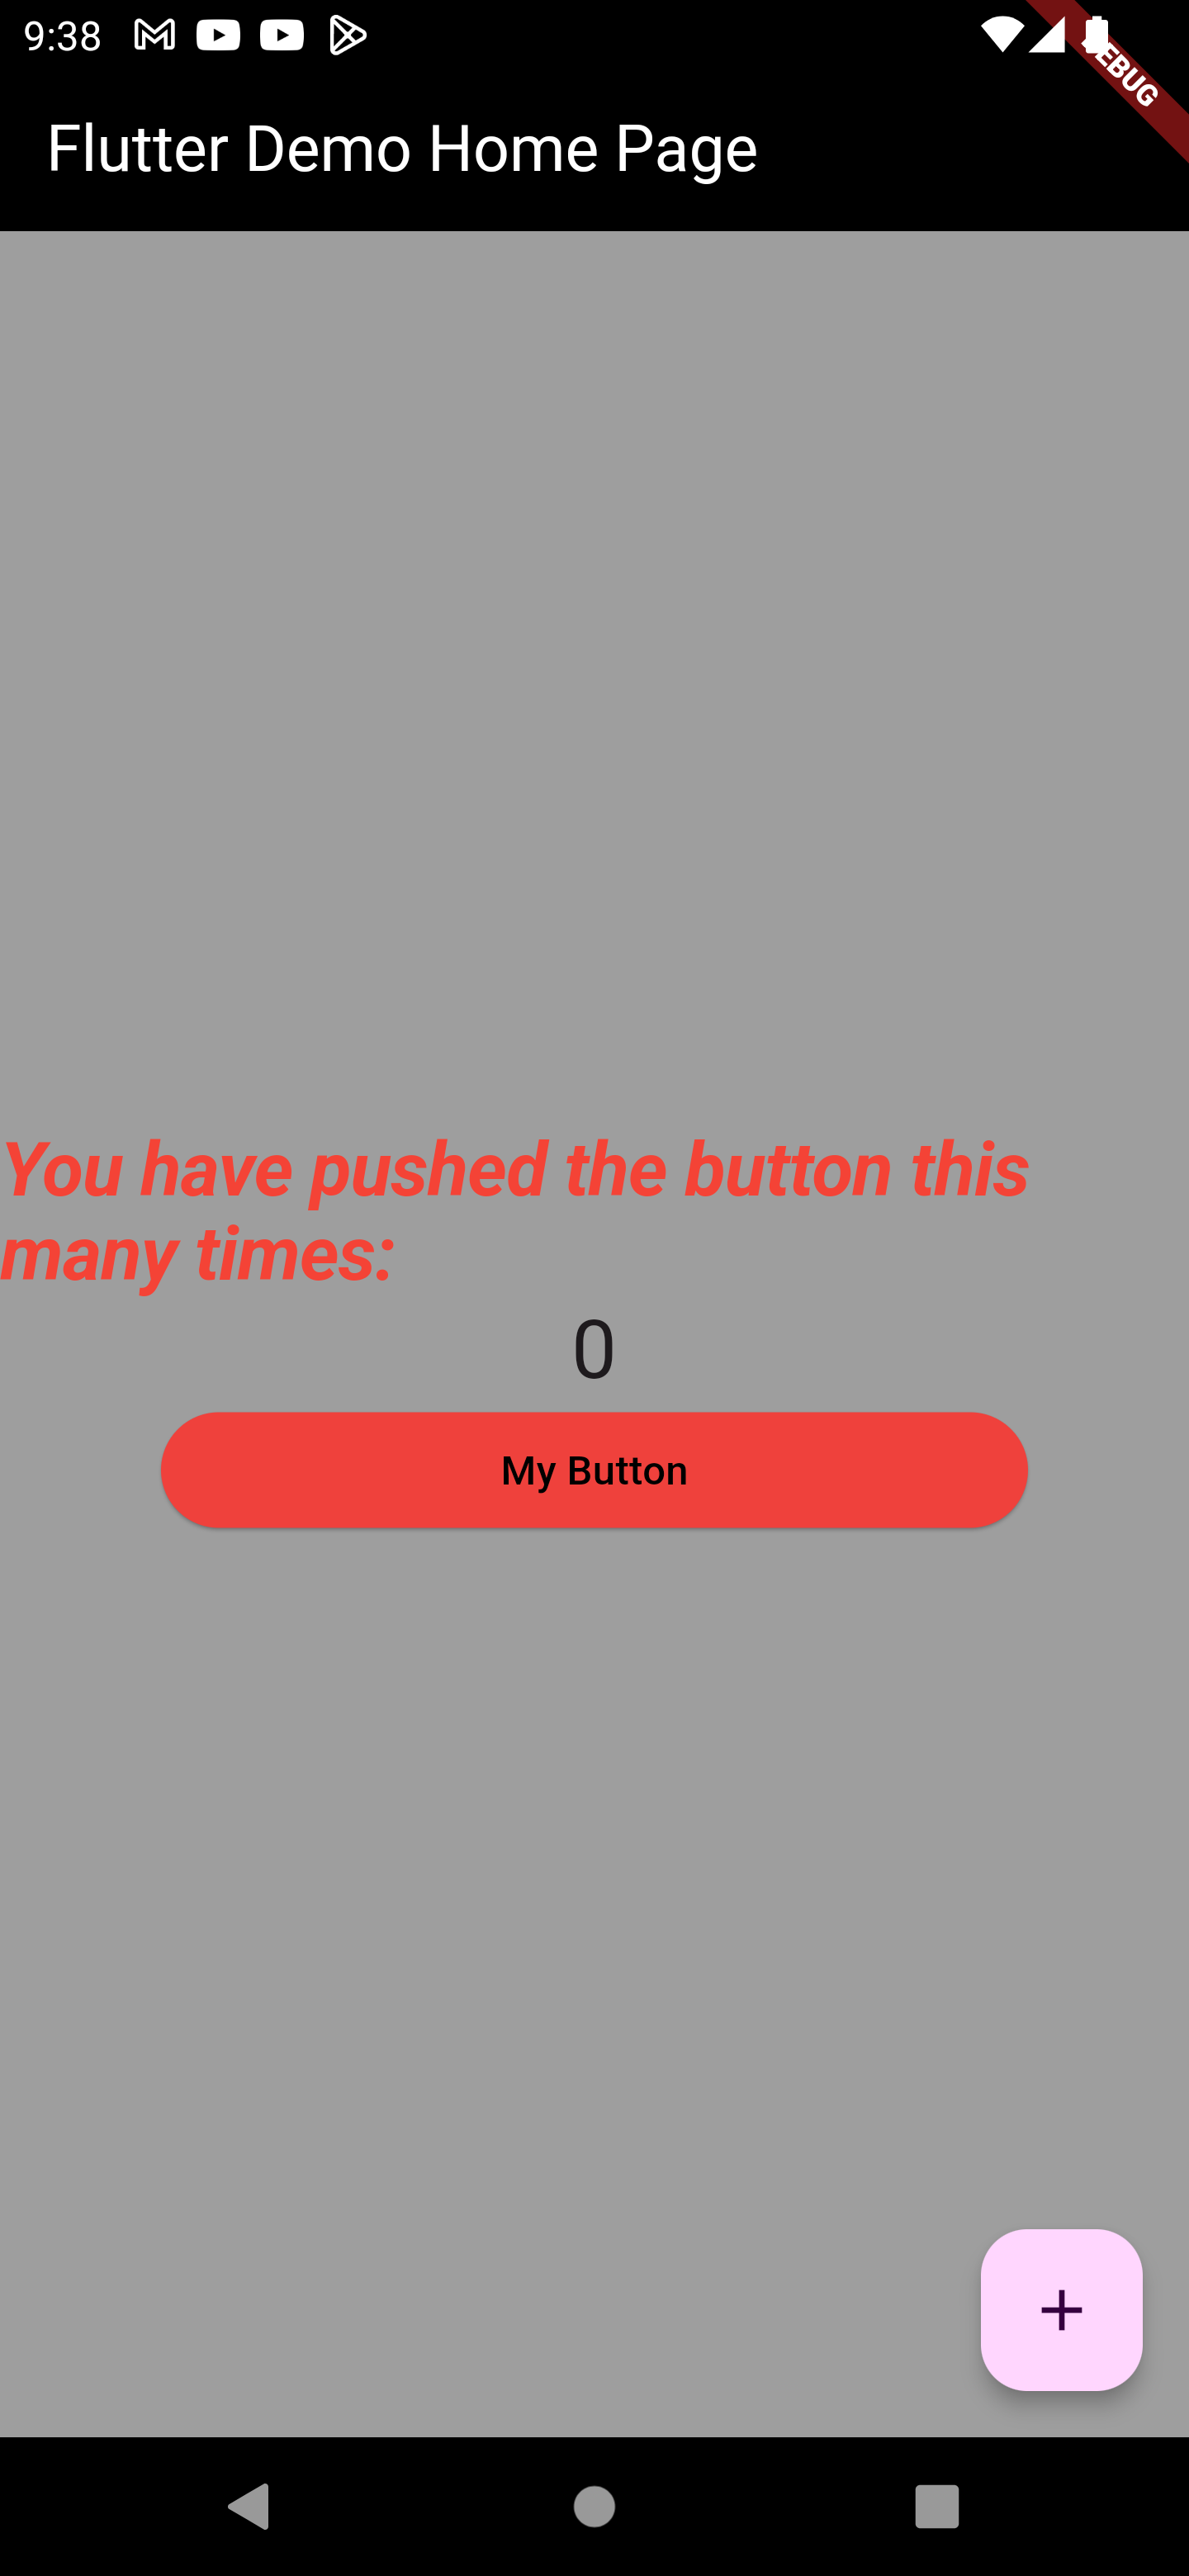 9:38
DEBUG
Flutter Demo Home Page
You have pushed the button this
many times:
0
My Button